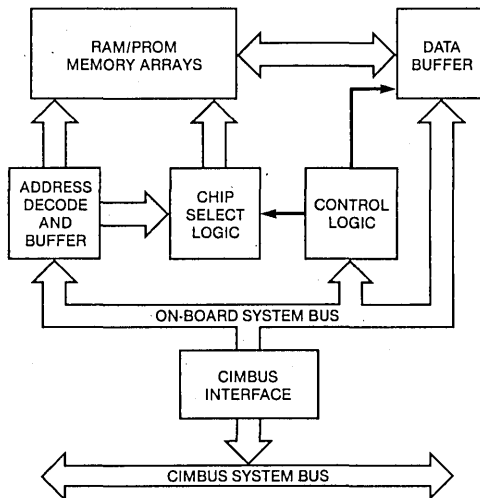 RAM/PROM
MEMORY ARRAYS
DATA
BUFFER
ADDRESS
DECODE
AND
BUFFER
CHIP
SELECT
LOGIC
CONTROL
LOGIC
ON-BOARD SYSTEM BUS
CIMBUS
INTERFACE
CIMBUS SYSTEM BUS